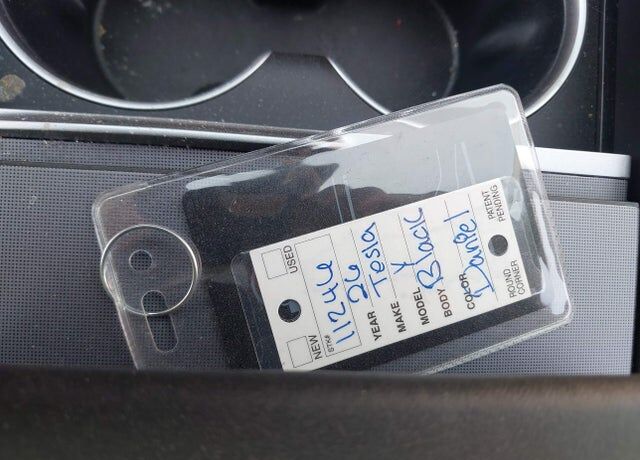 NEW USED
STK# 11246
YEAR 26
MAKE Tesla
MODEL Y
BODY Black
COLOR Daniel
ROUND CORNER
PATENT PENDING